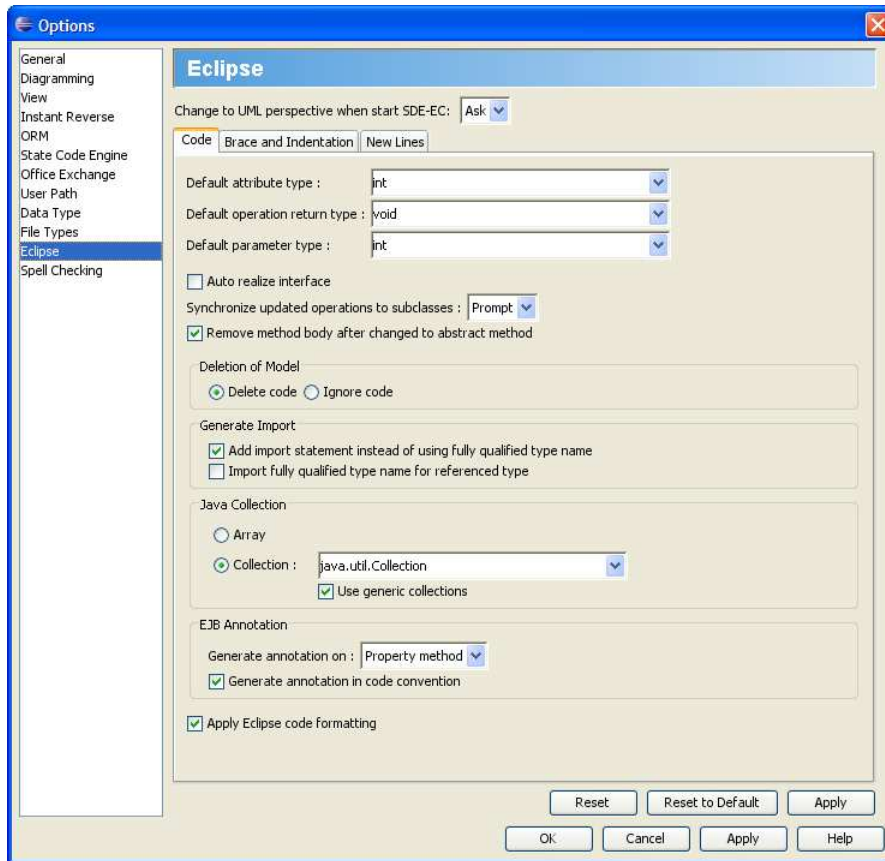 Options
General
Diagramming
View
Instant Reverse
ORM
State Code Engine
Office Exchange
User Path
Data Type
File Types
Eclipse
Spell Checking
Eclipse
Change to UML perspective when start SDE-EC: Ask
Code Brace and Indentation New Lines
Default attribute type : int
Default operation return type : void
Default parameter type : int
Auto realize interface
Synchronize updated operations to subclasses : Prompt
Remove method body after changed to abstract method
Deletion of Model
Delete code Ignore code
Generate Import
Add import statement instead of using fully qualified type name
Import fully qualified type name for referenced type
Java Collection
Array
Collection : java.util.Collection
Use generic collections
EJB Annotation
Generate annotation on : Property method
Generate annotation in code convention
Apply Eclipse code formatting
Reset Reset to Default Apply
OK Cancel Apply Help